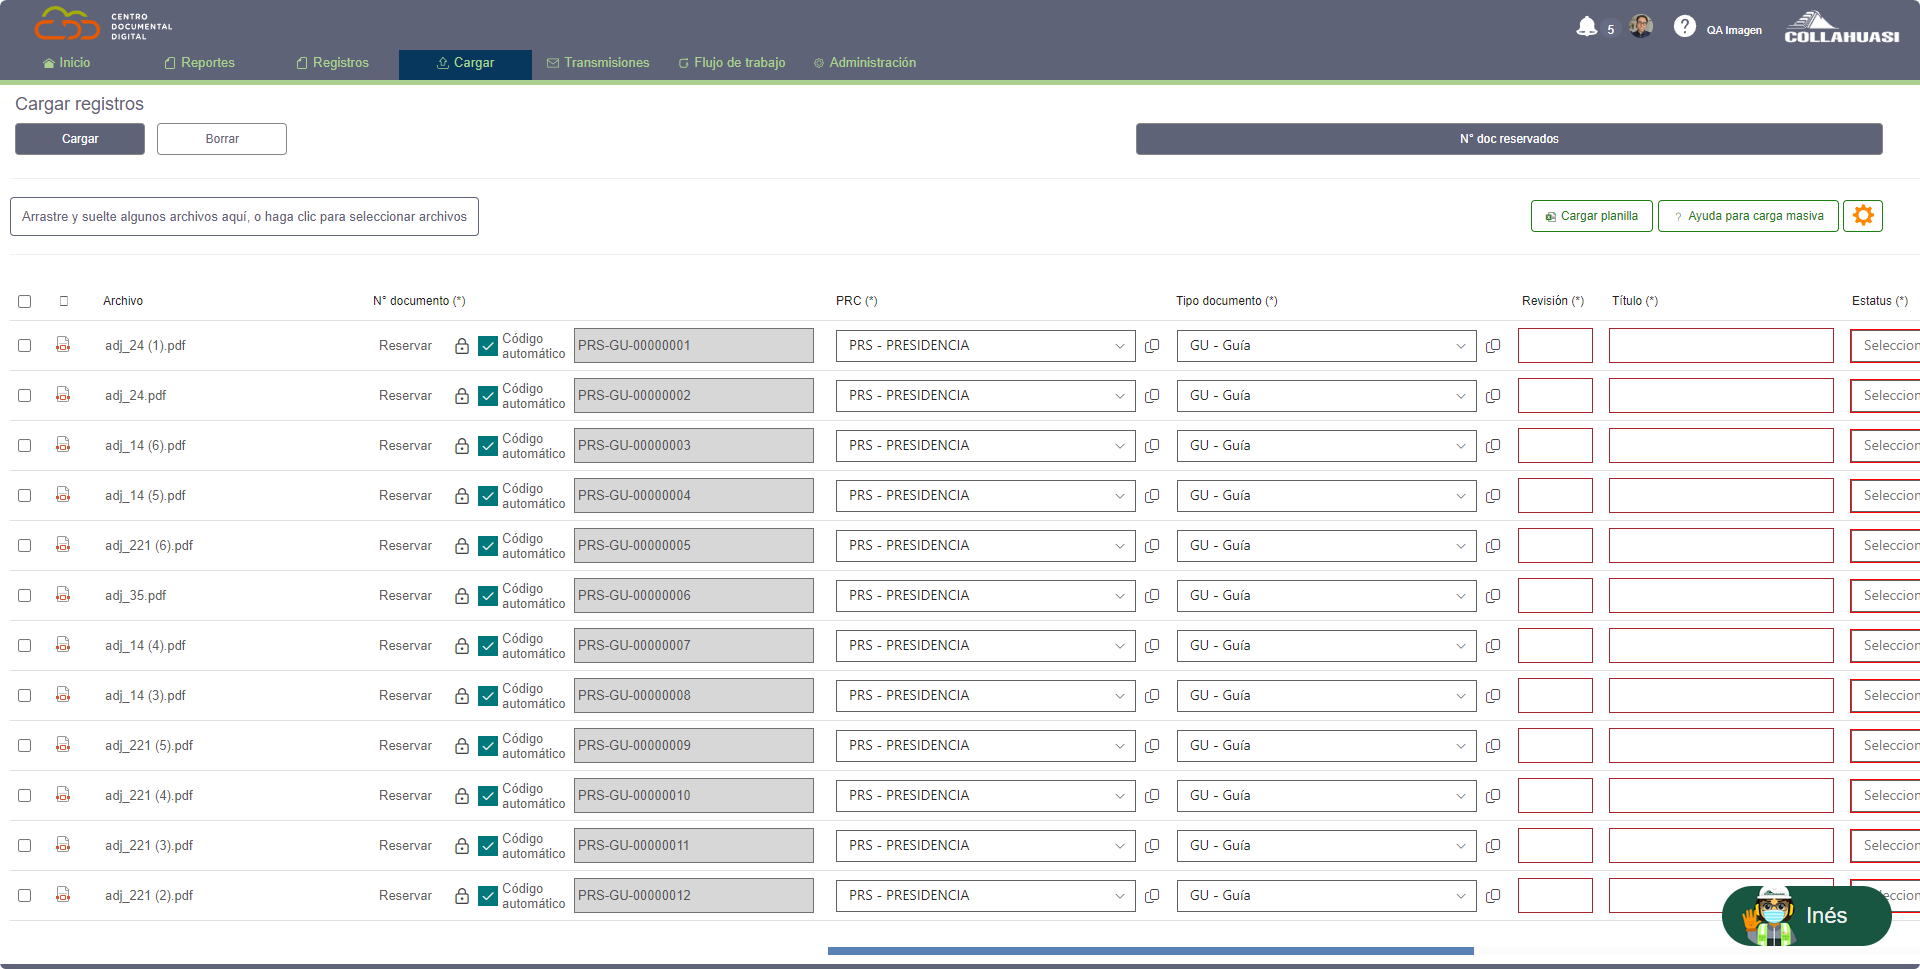 CENTRO
DOCUMENTAL
DIGITAL
5
?
QA Imagen
COLLAHUASI
Inicio
Reportes
Registros
Cargar
Transmisiones
Flujo de trabajo
Administración
Cargar registros
Cargar
Borrar
N° doc reservados
Arrastre y suelte algunos archivos aquí, o haga clic para seleccionar archivos
Cargar planilla
? Ayuda para carga masiva
Archivo N° documento (*) PRC (*) Tipo documento (*) Revisión (*) Título (*) Estatus (*)
adj_24 (1).pdf Reservar Código automático PRS-GU-00000001 PRS - PRESIDENCIA GU - Guía Seleccion
adj_24.pdf Reservar Código automático PRS-GU-00000002 PRS - PRESIDENCIA GU - Guía Seleccion
adj_14 (6).pdf Reservar Código automático PRS-GU-00000003 PRS - PRESIDENCIA GU - Guía Seleccion
adj_14 (5).pdf Reservar Código automático PRS-GU-00000004 PRS - PRESIDENCIA GU - Guía Seleccion
adj_221 (6).pdf Reservar Código automático PRS-GU-00000005 PRS - PRESIDENCIA GU - Guía Seleccion
adj_35.pdf Reservar Código automático PRS-GU-00000006 PRS - PRESIDENCIA GU - Guía Seleccion
adj_14 (4).pdf Reservar Código automático PRS-GU-00000007 PRS - PRESIDENCIA GU - Guía Seleccion
adj_14 (3).pdf Reservar Código automático PRS-GU-00000008 PRS - PRESIDENCIA GU - Guía Seleccion
adj_221 (5).pdf Reservar Código automático PRS-GU-00000009 PRS - PRESIDENCIA GU - Guía Seleccion
adj_221 (4).pdf Reservar Código automático PRS-GU-00000010 PRS - PRESIDENCIA GU - Guía Seleccion
adj_221 (3).pdf Reservar Código automático PRS-GU-00000011 PRS - PRESIDENCIA GU - Guía Seleccion
adj_221 (2).pdf Reservar Código automático PRS-GU-00000012 PRS - PRESIDENCIA GU - Guía eccion
Inés